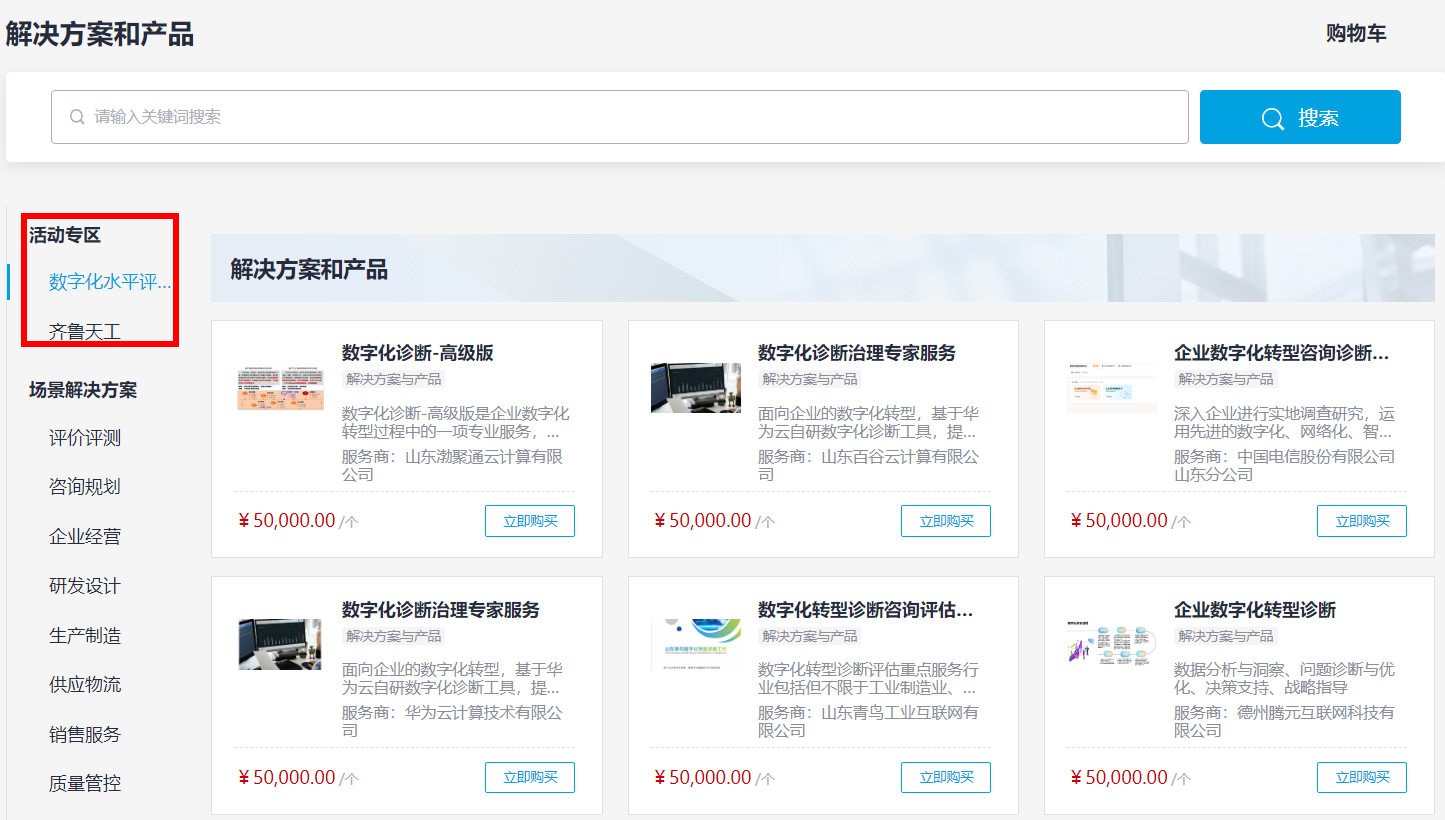 解决方案和产品
购物车
请输入关键词搜索
搜索
活动专区
数字化水平评...
齐鲁天工
场景解决方案
评价评测
咨询规划
企业经营
研发设计
生产制造
供应物流
销售服务
质量管控
解决方案和产品
数字化诊断-高级版
解决方案与产品
数字化诊断-高级版是企业数字化
转型过程中的一项专业服务，...
服务商：山东渤聚通云计算有限
公司
¥ 50,000.00 /个
立即购买
数字化诊断治理专家服务
解决方案与产品
面向企业的数字化转型，基于华
为云自研数字化诊断工具，提...
服务商：山东百谷云计算有限公
司
¥ 50,000.00 /个
立即购买
企业数字化转型咨询诊断...
解决方案与产品
深入企业进行实地调查研究，运
用先进的数字化、网络化、智...
服务商：中国电信股份有限公司
山东分公司
¥ 50,000.00 /个
立即购买
数字化诊断治理专家服务
解决方案与产品
面向企业的数字化转型，基于华
为云自研数字化诊断工具，提...
服务商：华为云计算技术有限公
司
¥ 50,000.00 /个
立即购买
数字化转型诊断咨询评估...
解决方案与产品
数字化转型诊断评估重点服务行
业包括但不限于工业制造业、...
服务商：山东青鸟工业互联网有
限公司
¥ 50,000.00 /个
立即购买
企业数字化转型诊断
解决方案与产品
数据分析与洞察、问题诊断与优
化、决策支持、战略指导
服务商：德州腾元互联网科技有
限公司
¥ 50,000.00 /个
立即购买